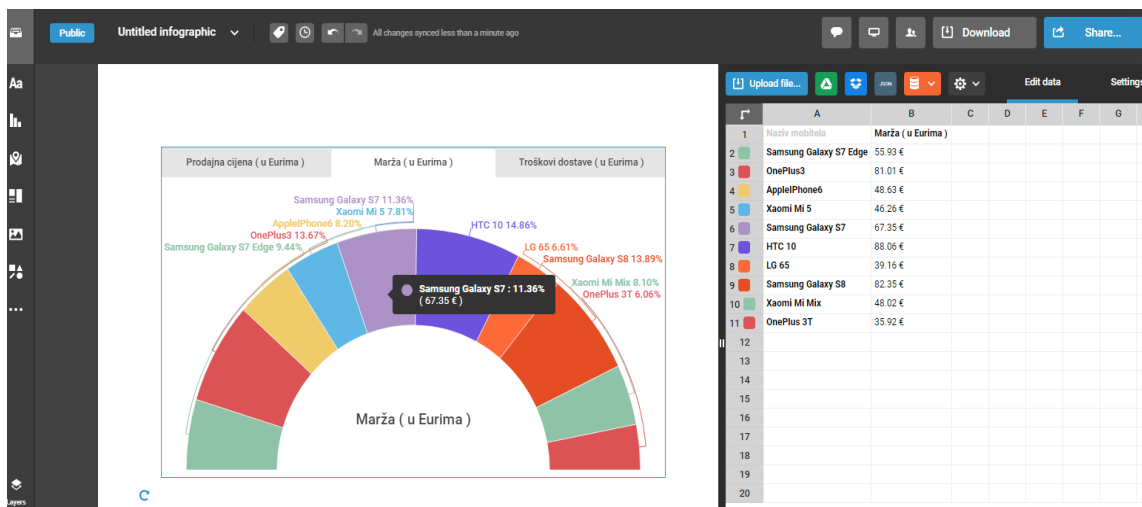 Public
Untitled infographic
All changes synced less than a minute ago
Download
Share...
Aa
Layers
Prodajna cijena ( u Eurima )
Marža ( u Eurima )
Troškovi dostave ( u Eurima )
Samsung Galaxy S7 11.36%
Xaomi Mi 5 7.81%
AppleIPhone6 8.20%
OnePlus3 13.67%
Samsung Galaxy S7 Edge 9.44%
HTC 10 14.86%
LG 65 6.61%
Samsung Galaxy S8 13.89%
Xaomi Mi Mix 8.10%
OnePlus 3T 6.06%
Samsung Galaxy S7 : 11.36%
( 67.35 € )
Marža ( u Eurima )
Upload file...
JSON
Edit data
Settings
A B C D E F G
1 Naziv mobitela Marža ( u Eurima )
2 Samsung Galaxy S7 Edge 55.93 €
3 OnePlus3 81.01 €
4 AppleIPhone6 48.63 €
5 Xaomi Mi 5 46.26 €
6 Samsung Galaxy S7 67.35 €
7 HTC 10 88.06 €
8 LG 65 39.16 €
9 Samsung Galaxy S8 82.35 €
10 Xaomi Mi Mix 48.02 €
11 OnePlus 3T 35.92 €
12
13
14
15
16
17
18
19
20